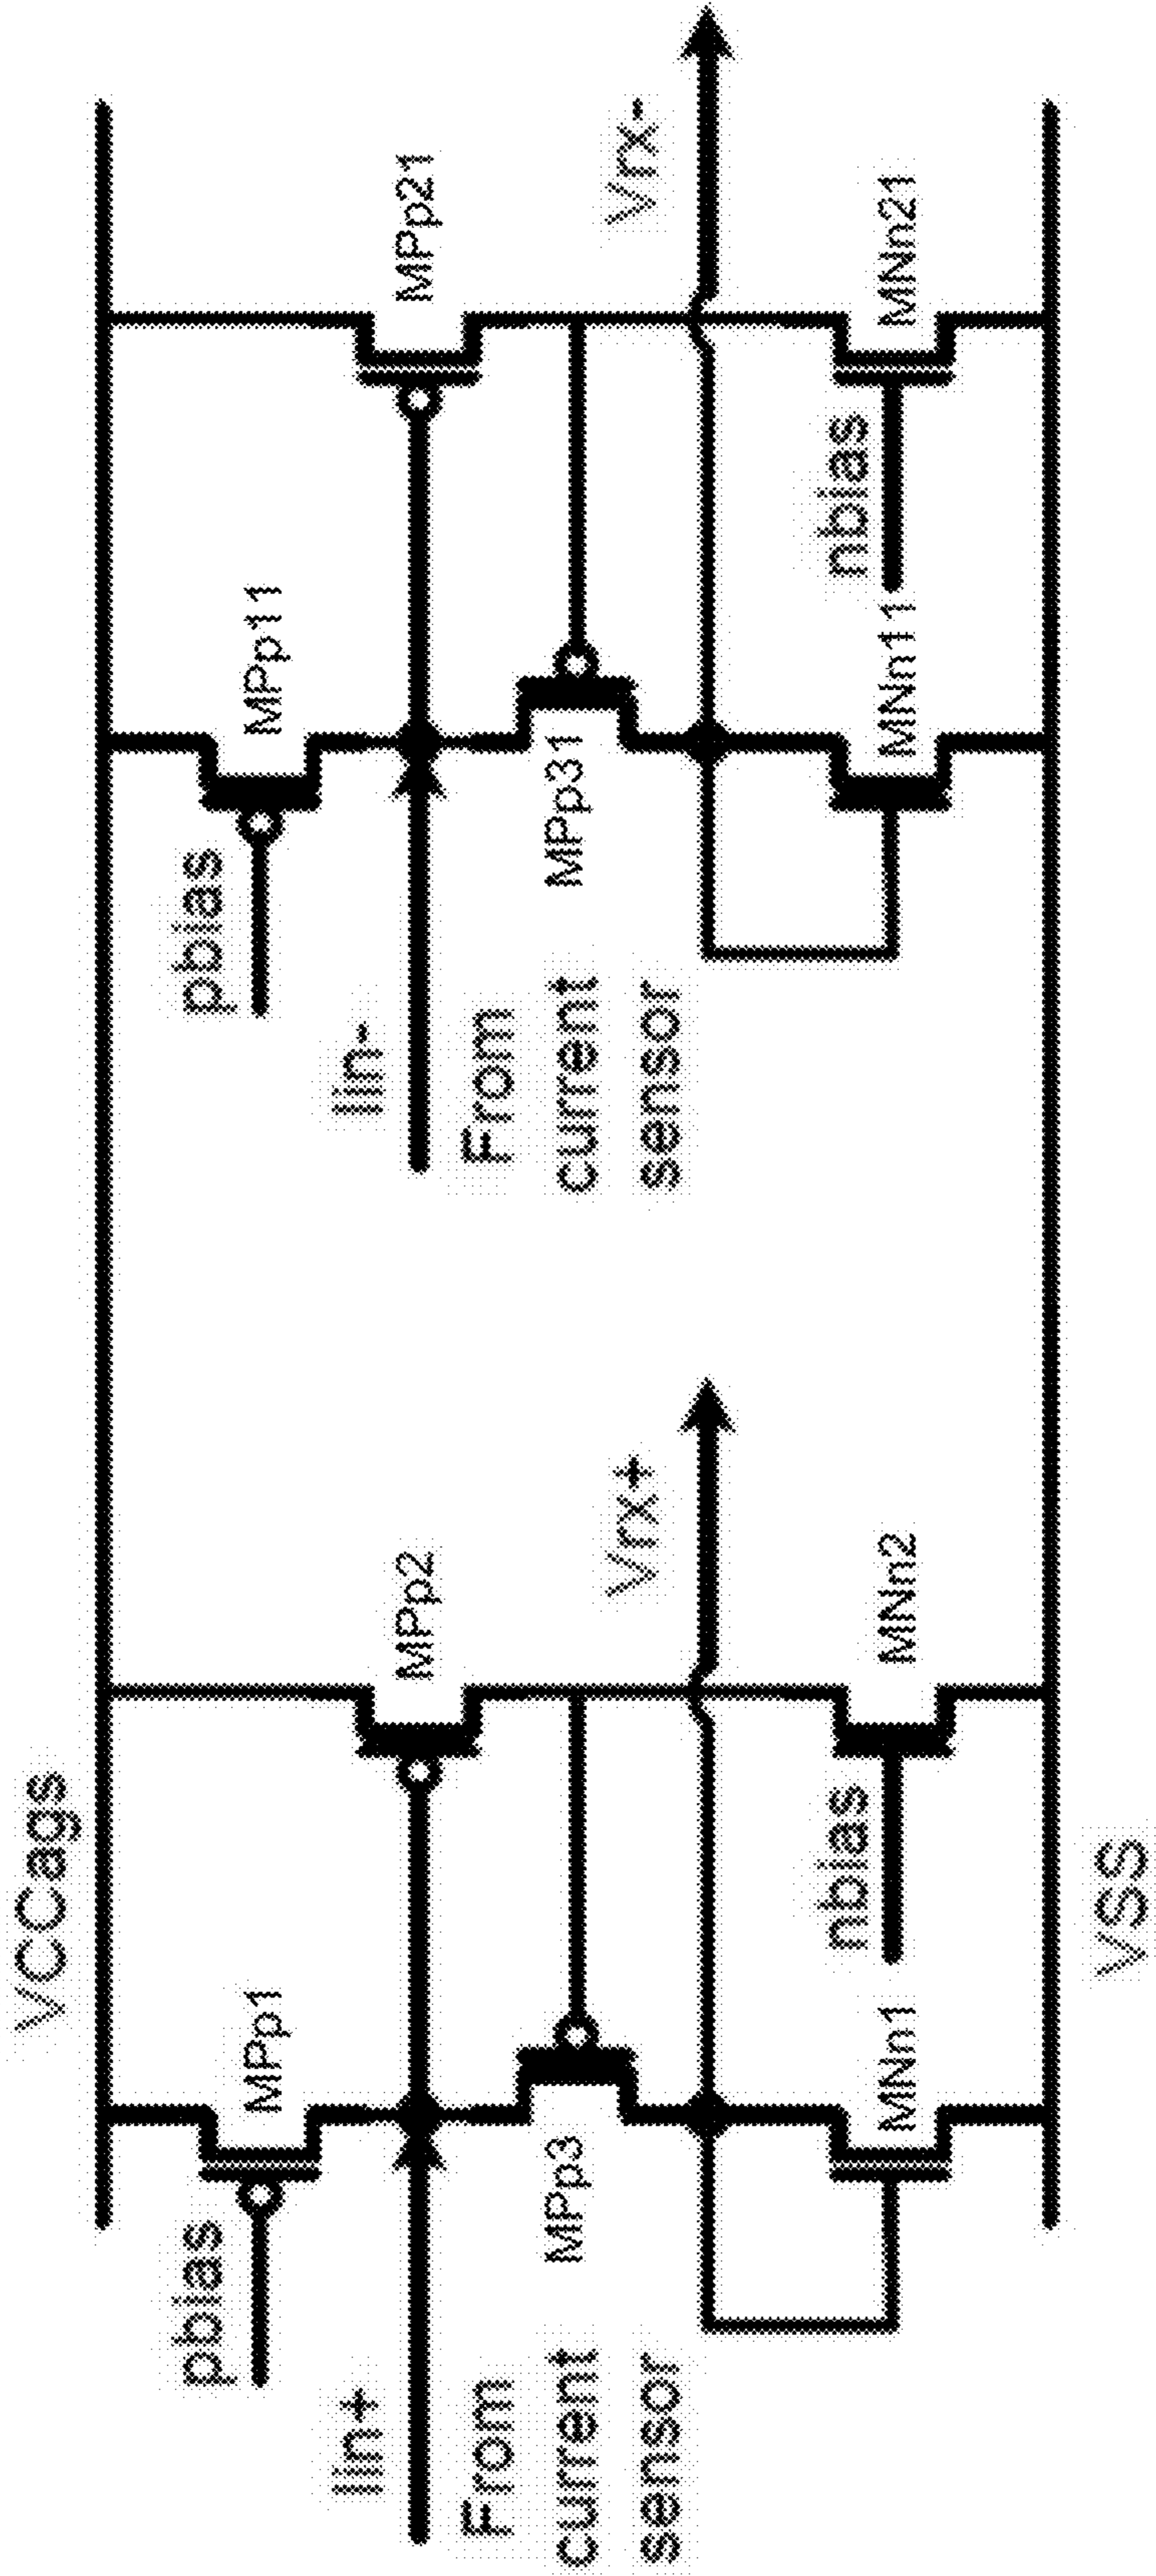 VCCags
pbias
MPp1
Iin+
From
current
sensor
MPp2
MPp3
Vrx+
nbias
MNn1
MNn2
VSS
pbias
MPp11
Iin-
From
current
sensor
MPp21
MPp31
Vrx-
nbias
MNn11
MNn21